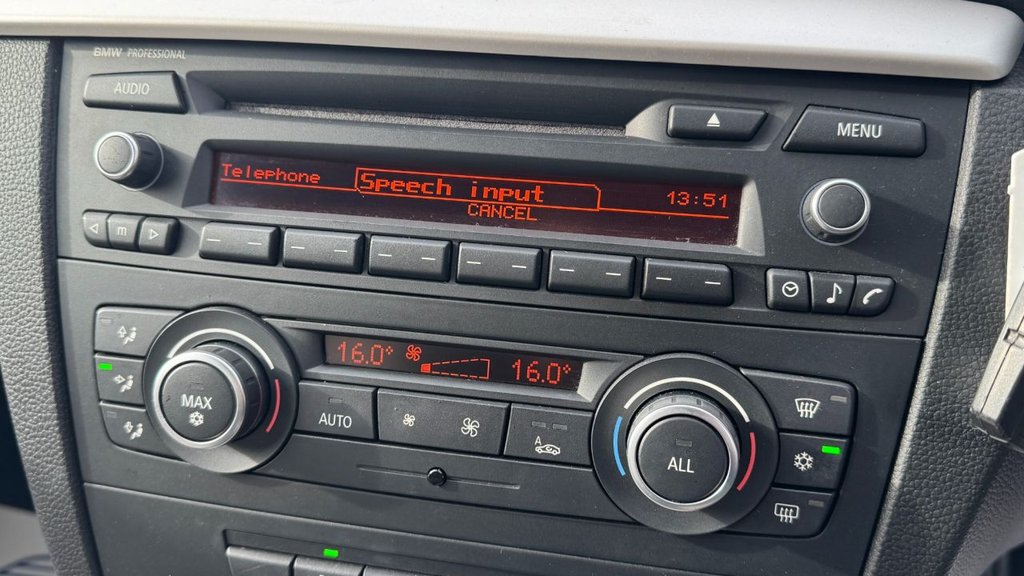 BMW PROFESSIONAL
AUDIO
MENU
Telephone Speech input 13:51
CANCEL
m
16.0° 16.0°
MAX
AUTO
A
ALL